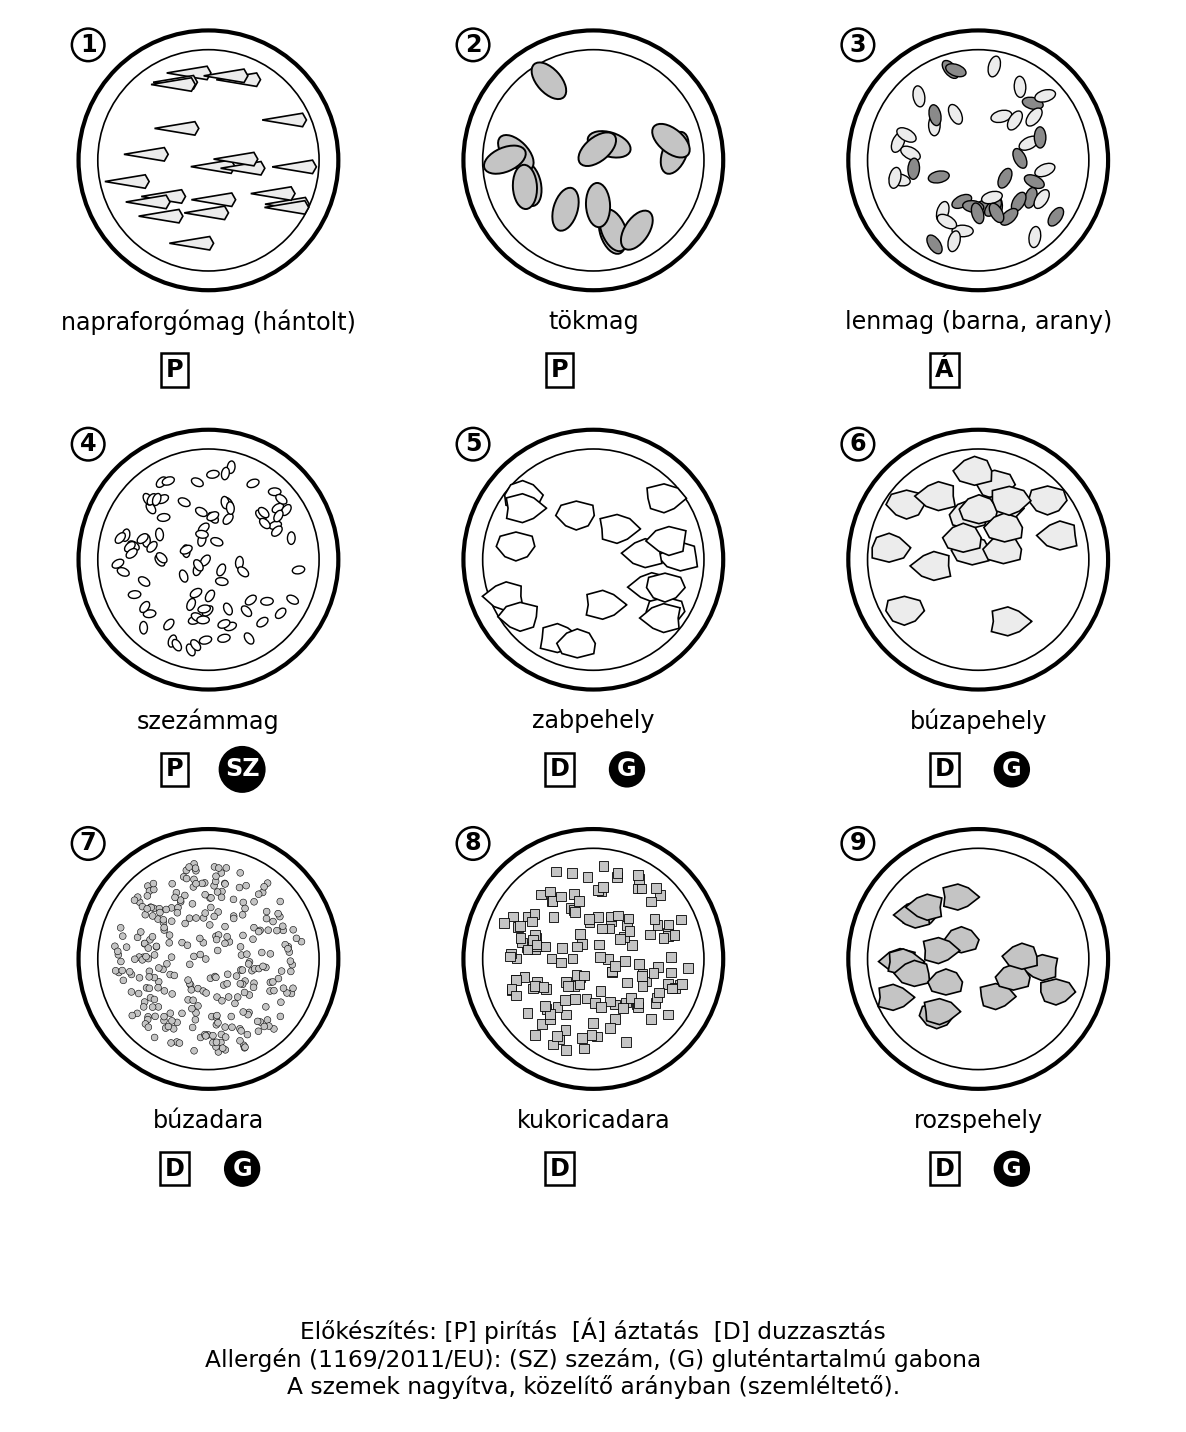 1 2 3
napraforgómag (hántolt) tökmag lenmag (barna, arany)
P P Á
4 5 6
szezámmag zabpehely búzapehely
P SZ D G D G
7 8 9
búzadara kukoricadara rozspehely
D G D D G
Előkészítés: [P] pirítás [Á] áztatás [D] duzzasztás
Allergén (1169/2011/EU): (SZ) szezám, (G) gluténtartalmú gabona
A szemek nagyítva, közelítő arányban (szemléltető).